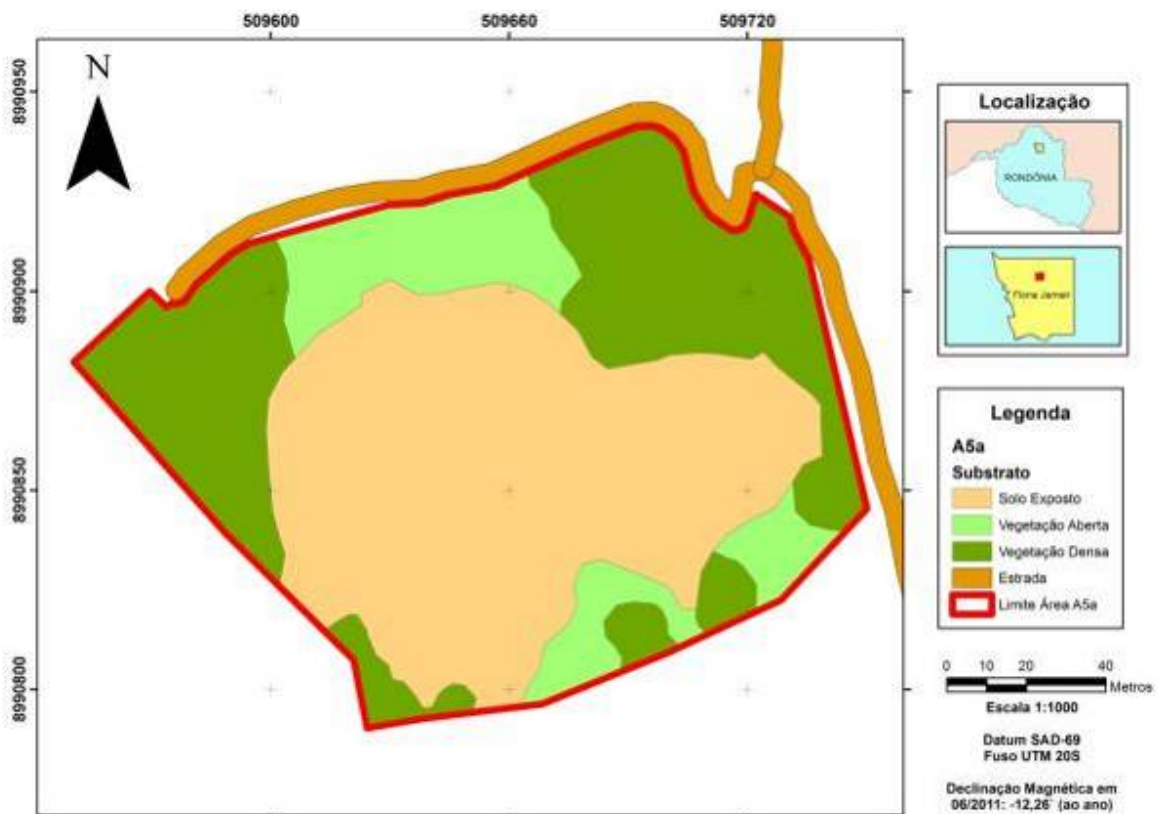 509600 509660 509720
N
8990950
8990900
8990850
8990800
Localização
RONDÔNIA
Flona Jamari
Legenda
A5a
Substrato
Solo Exposto
Vegetação Aberta
Vegetação Densa
Estrada
Limite Área A5a
0 10 20 40
Metros
Escala 1:1000
Datum SAD-69
Fuso UTM 20S
Declinação Magnética em
06/2011: -12,26' (ao ano)